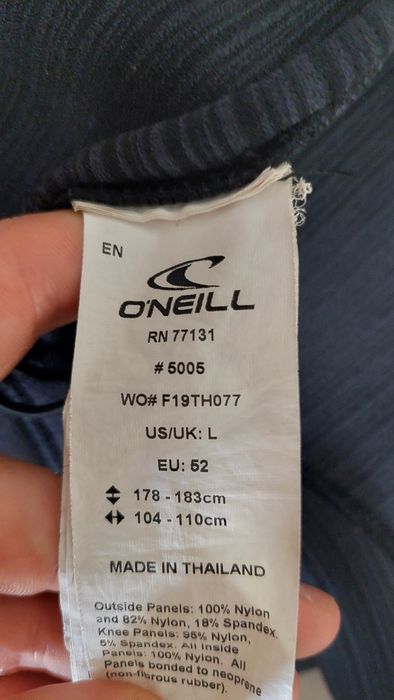 EN
O'NEILL
RN 77131
# 5005
WO# F19TH077
US/UK: L
EU: 52
178 - 183cm
104 - 110cm
MADE IN THAILAND
Outside Panels: 100% Nylon
and 82% Nylon, 18% Spandex.
Knee Panels: 95% Nylon,
5% Spandex. All Inside
Panels: 100% Nylon. All
Panels bonded to neoprene
(non-fibrous rubber).